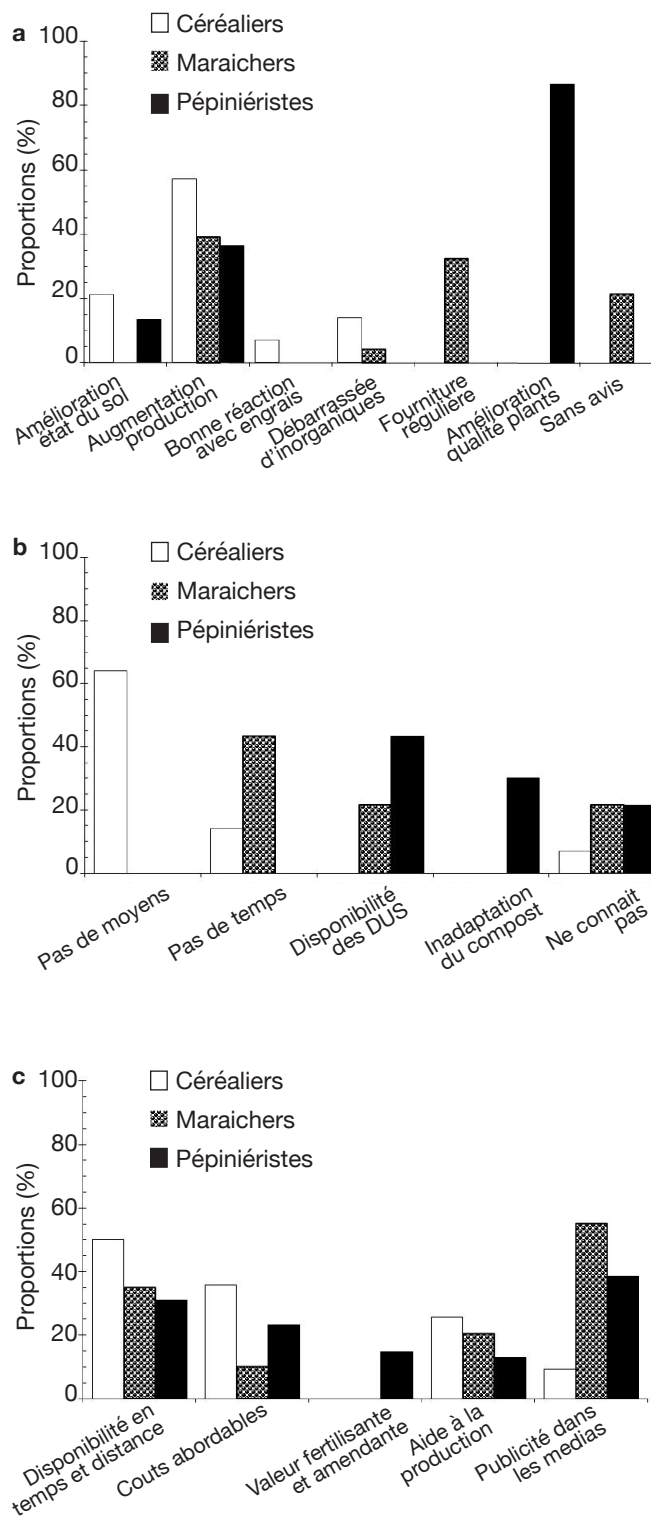 a
100
80
60
40
20
0
Proportions (%)
Céréaliers
Maraichers
Pépiniéristes
Amélioration
état du sol
Augmentation
production
Bonne réaction
avec engrais
Débarrassée
d'inorganiques
Fourniture
régulière
Amélioration
qualité plants
Sans avis
b
100
80
60
40
20
0
Proportions (%)
Céréaliers
Maraichers
Pépiniéristes
Pas de moyens
Pas de temps
Disponibilité
des DUS
Inadaptation
du compost
Ne connait
pas
c
100
80
60
40
20
0
Proportions (%)
Céréaliers
Maraichers
Pépiniéristes
Disponibilité en
temps et distance
Couts abordables
Valeur fertilisante
et amendante
Aide à la
production
Publicité dans
les medias